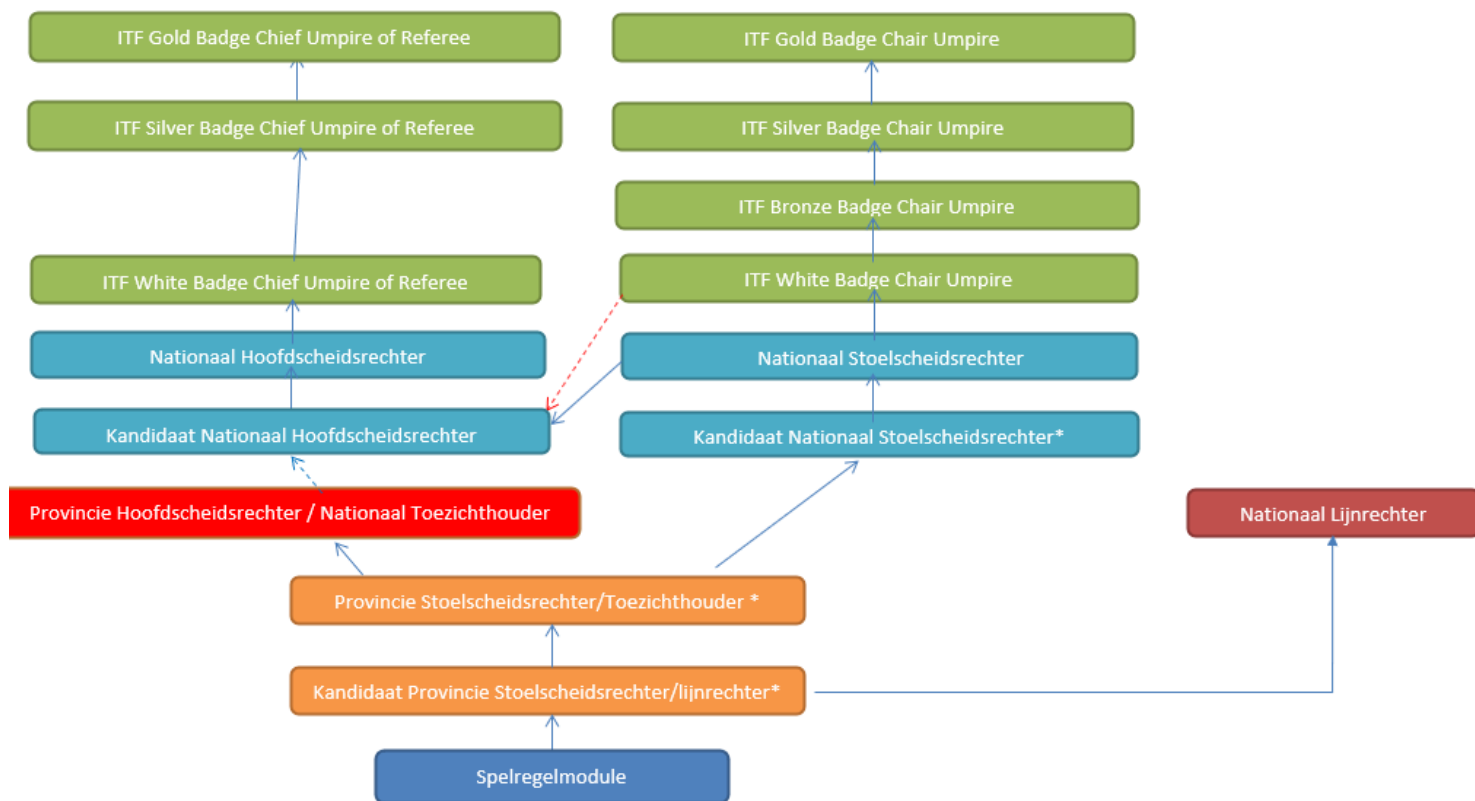 ITF Gold Badge Chief Umpire of Referee
ITF Gold Badge Chair Umpire
ITF Silver Badge Chief Umpire of Referee
ITF Silver Badge Chair Umpire
ITF Bronze Badge Chair Umpire
ITF White Badge Chief Umpire of Referee
ITF White Badge Chair Umpire
Nationaal Hoofdscheidsrechter
Nationaal Stoelscheidsrechter
Kandidaat Nationaal Hoofdscheidsrechter
Kandidaat Nationaal Stoelscheidsrechter*
Provincie Hoofdscheidsrechter / Nationaal Toezichthouder
Nationaal Lijnrechter
Provincie Stoelscheidsrechter/Toezichthouder *
Kandidaat Provincie Stoelscheidsrechter/lijnrechter*
Spelregelmodule